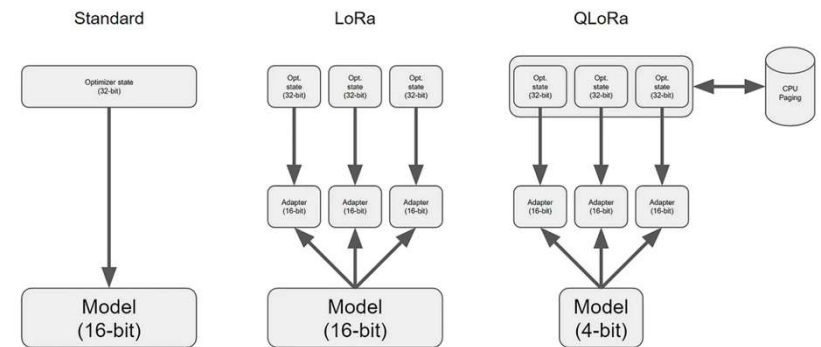 Standard
LoRa
QLoRa
Optimizer state
(32-bit)
Opt.
state
(32-bit)
Opt.
state
(32-bit)
Opt.
state
(32-bit)
Opt.
state
(32-bit)
Opt.
state
(32-bit)
Opt.
state
(32-bit)
CPU
Paging
Adapter
(16-bit)
Adapter
(16-bit)
Adapter
(16-bit)
Adapter
(16-bit)
Adapter
(16-bit)
Adapter
(16-bit)
Model
(16-bit)
Model
(16-bit)
Model
(4-bit)